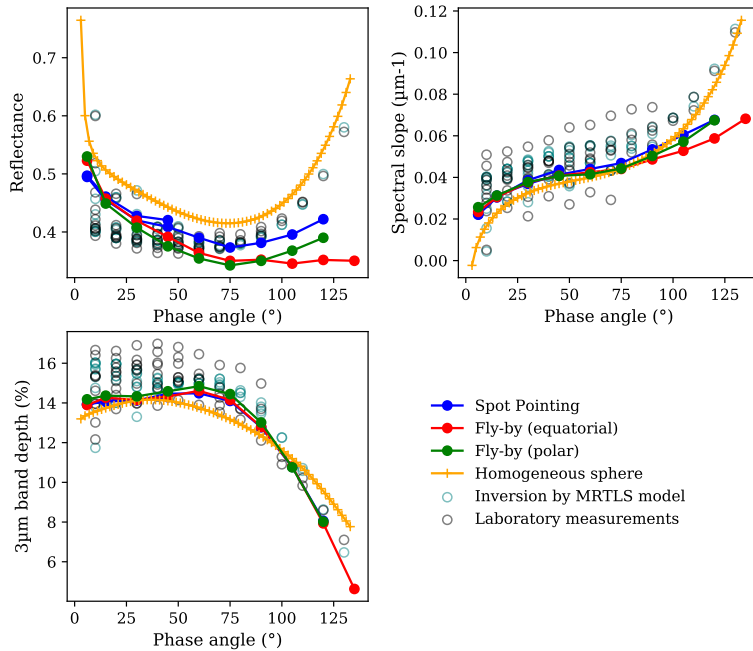 0.7
0.6
0.5
0.4
Reflectance
0 25 50 75 100 125
Phase angle (°)
0.12
0.10
0.08
0.06
0.04
0.02
0.00
Spectral slope (µm-1)
0 25 50 75 100 125
Phase angle (°)
16
14
12
10
8
6
3µm band depth (%)
0 25 50 75 100 125
Phase angle (°)
Spot Pointing
Fly-by (equatorial)
Fly-by (polar)
Homogeneous sphere
Inversion by MRTLS model
Laboratory measurements